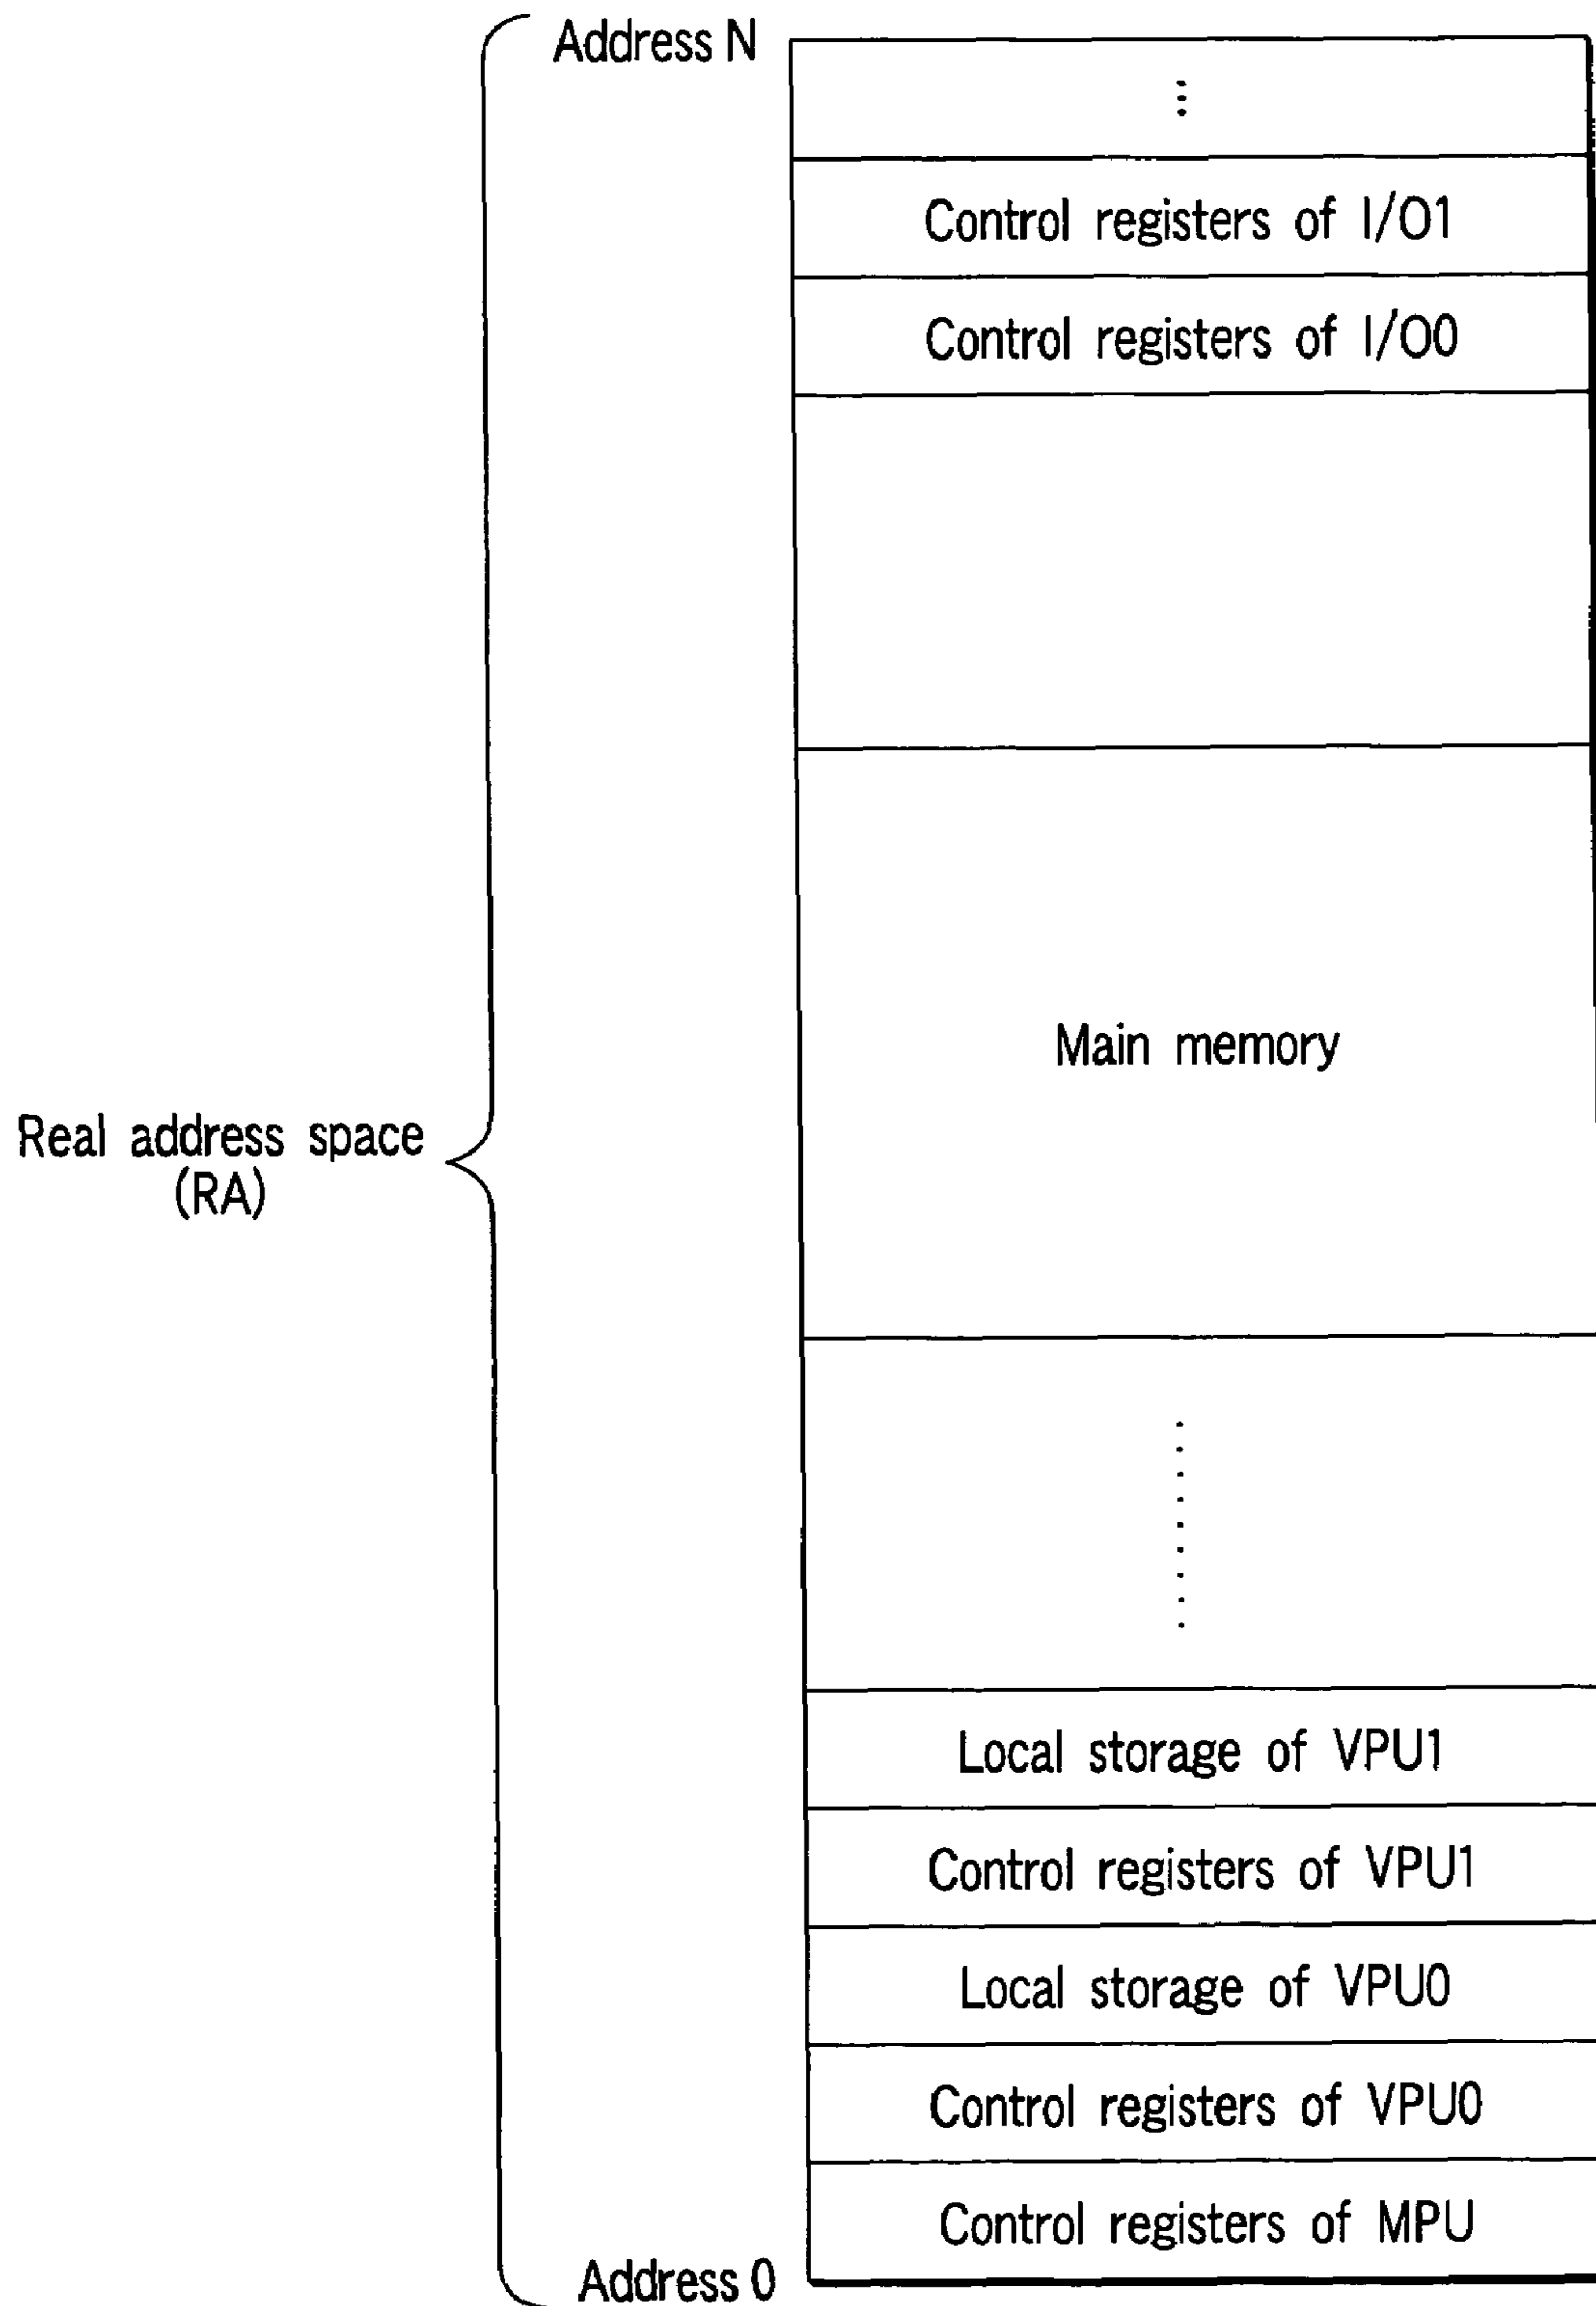 Address N
⋮
Control registers of I/O1
Control registers of I/O0
Main memory
Real address space
(RA)
Local storage of VPU1
Control registers of VPU1
Local storage of VPU0
Control registers of VPU0
Control registers of MPU
Address 0